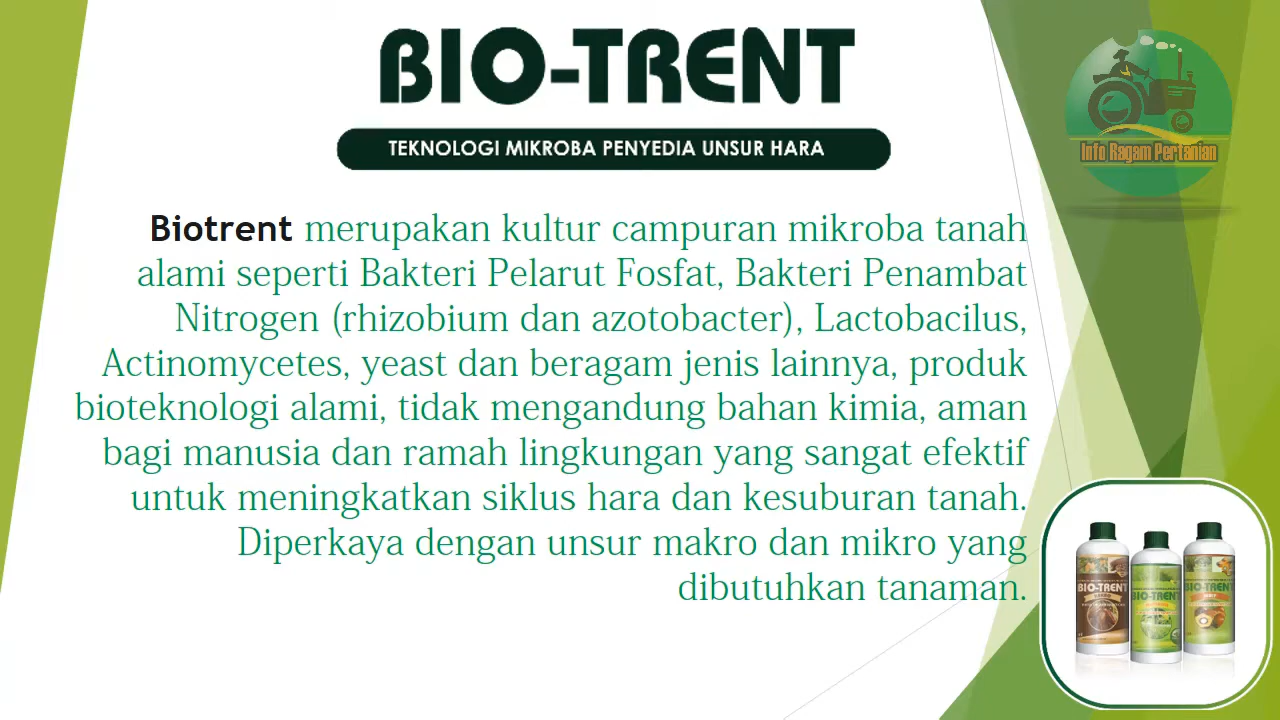 BIO-TRENT
TEKNOLOGI MIKROBA PENYEDIA UNSUR HARA
Info Ragam Pertanian
Biotrent merupakan kultur campuran mikroba tanah
alami seperti Bakteri Pelarut Fosfat, Bakteri Penambat
Nitrogen (rhizobium dan azotobacter), Lactobacilus,
Actinomycetes, yeast dan beragam jenis lainnya, produk
bioteknologi alami, tidak mengandung bahan kimia, aman
bagi manusia dan ramah lingkungan yang sangat efektif
untuk meningkatkan siklus hara dan kesuburan tanah.
Diperkaya dengan unsur makro dan mikro yang
dibutuhkan tanaman.
BIO-TRENT
BIO-TRENT
BIO-TRENT